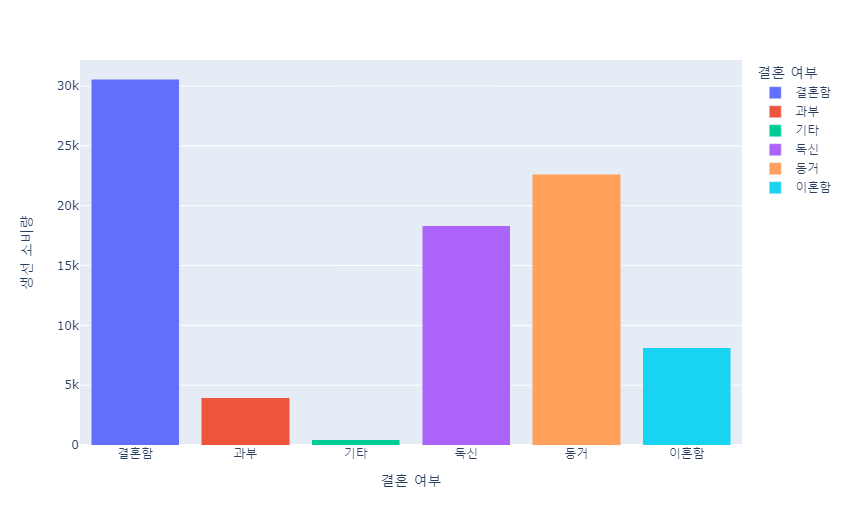 결혼 여부
결혼함
과부
기타
독신
동거
이혼함
30k
25k
20k
15k
10k
5k
0
생선 소비량
결혼함 과부 기타 독신 동거 이혼함
결혼 여부